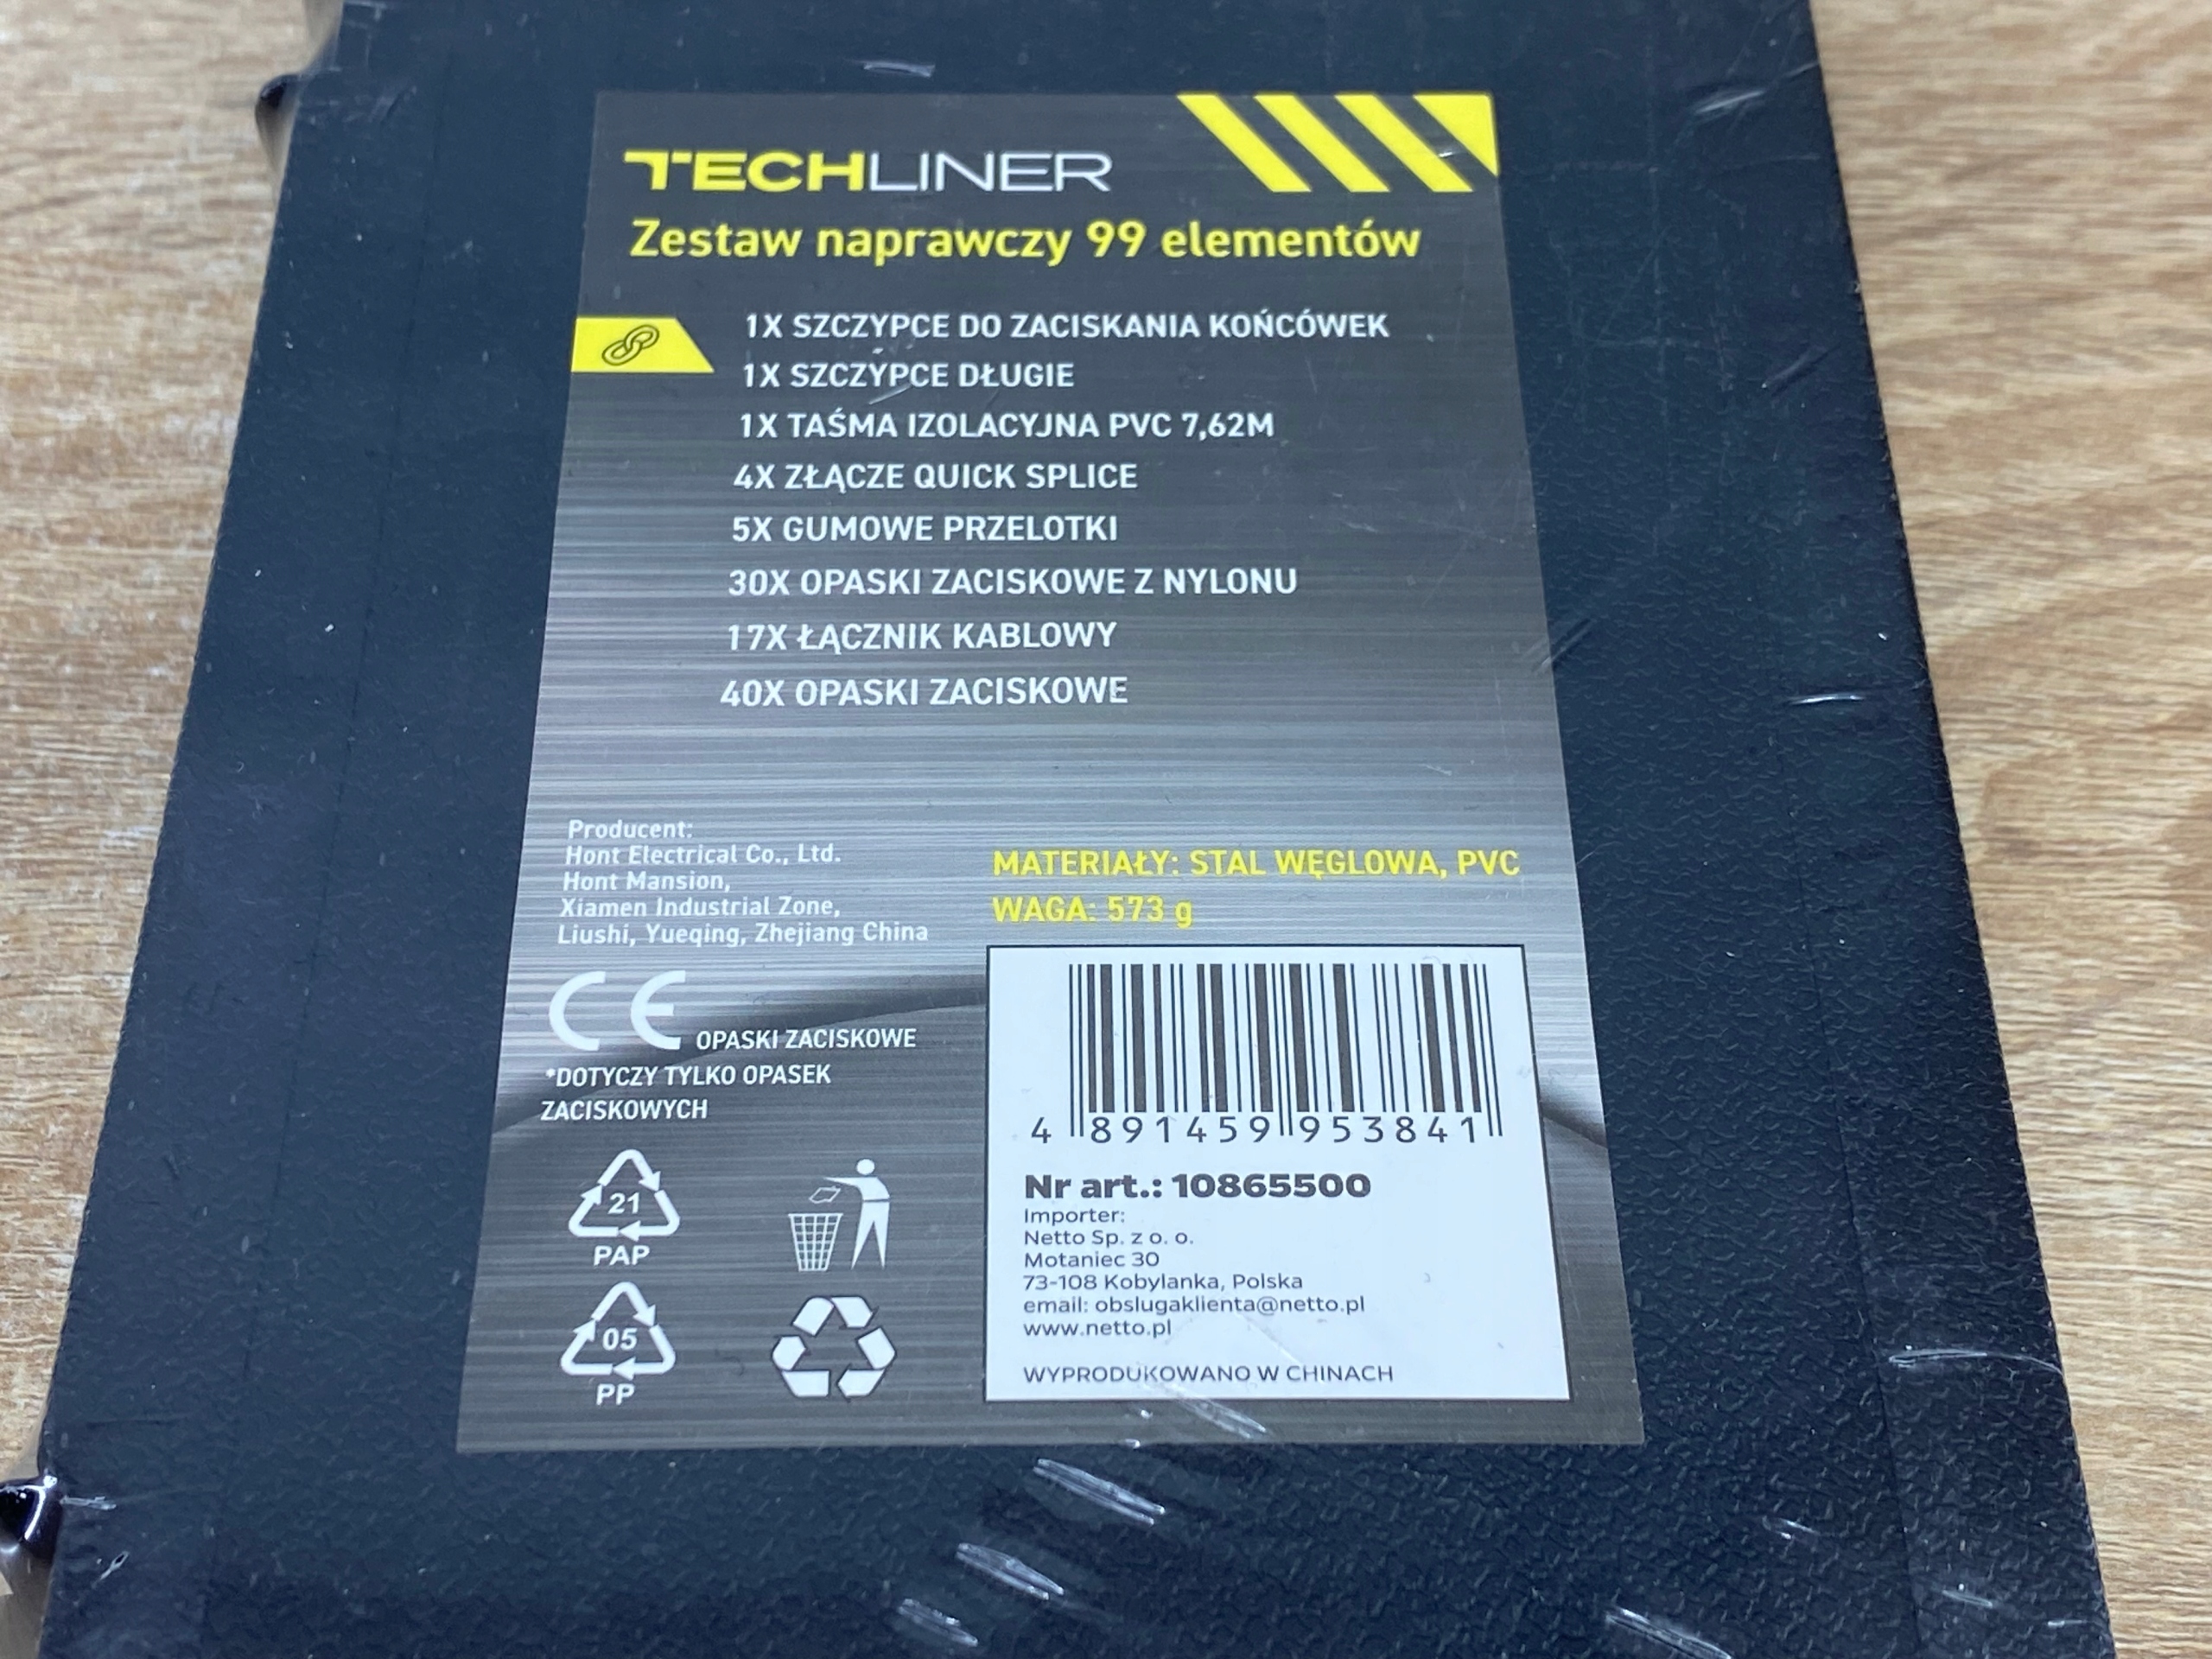 TECHLINER
Zestaw naprawczy 99 elementów
1X SZCZYPCE DO ZACISKANIA KOŃCÓWEK
1X SZCZYPCE DŁUGIE
1X TAŚMA IZOLACYJNA PVC 7,62M
4X ZŁĄCZE QUICK SPLICE
5X GUMOWE PRZELOTKI
30X OPASKI ZACISKOWE Z NYLONU
17X ŁĄCZNIK KABLOWY
40X OPASKI ZACISKOWE
Producent:
Hont Electrical Co., Ltd.
Hont Mansion,
Xiamen Industrial Zone,
Liushi, Yueqing, Zhejiang China
CE OPASKI ZACISKOWE
*DOTYCZY TYLKO OPASEK
ZACISKOWYCH
21
PAP
05
PP
MATERIAŁY: STAL WĘGLOWA, PVC
WAGA: 573 g
4 891459 953841
Nr art.: 10865500
Importer:
Netto Sp. z o. o.
Motaniec 30
73-108 Kobylanka, Polska
email: obslugaklienta@netto.pl
www.netto.pl
WYPRODUKOWANO W CHINACH